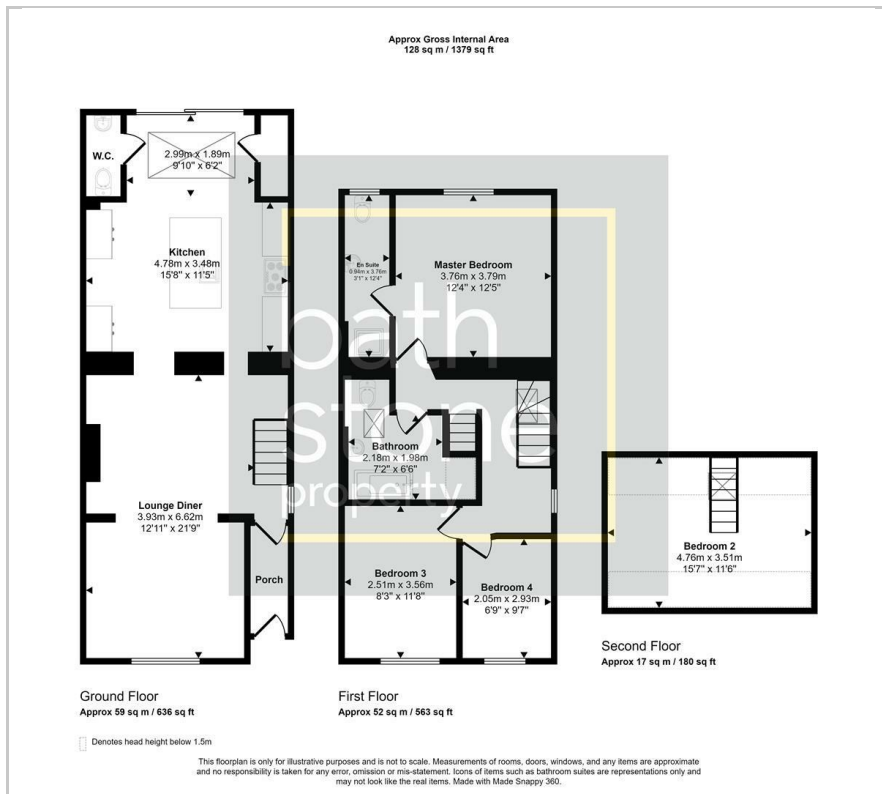 Approx Gross Internal Area
128 sq m / 1379 sq ft
W.C.
2.99m x 1.89m
9'10" x 6'2"
Kitchen
4.78m x 3.48m
15'8" x 11'5"
Lounge Diner
3.93m x 6.62m
12'11" x 21'9"
Porch
En Suite
0.94m x 3.76m
3'1" x 12'4"
Master Bedroom
3.76m x 3.79m
12'4" x 12'5"
bath
stone
property
Bathroom
2.18m x 1.98m
7'2" x 6'6"
Bedroom 3
2.51m x 3.56m
8'3" x 11'8"
Bedroom 4
2.05m x 2.93m
6'9" x 9'7"
Bedroom 2
4.76m x 3.51m
15'7" x 11'6"
Second Floor
Approx 17 sq m / 180 sq ft
Ground Floor
Approx 59 sq m / 636 sq ft
First Floor
Approx 52 sq m / 563 sq ft
Denotes head height below 1.5m
This floorplan is only for illustrative purposes and is not to scale. Measurements of rooms, doors, windows, and any items are approximate
and no responsibility is taken for any error, omission or mis-statement. Icons of items such as bathroom suites are representations only and
may not look like the real items. Made with Made Snappy 360.